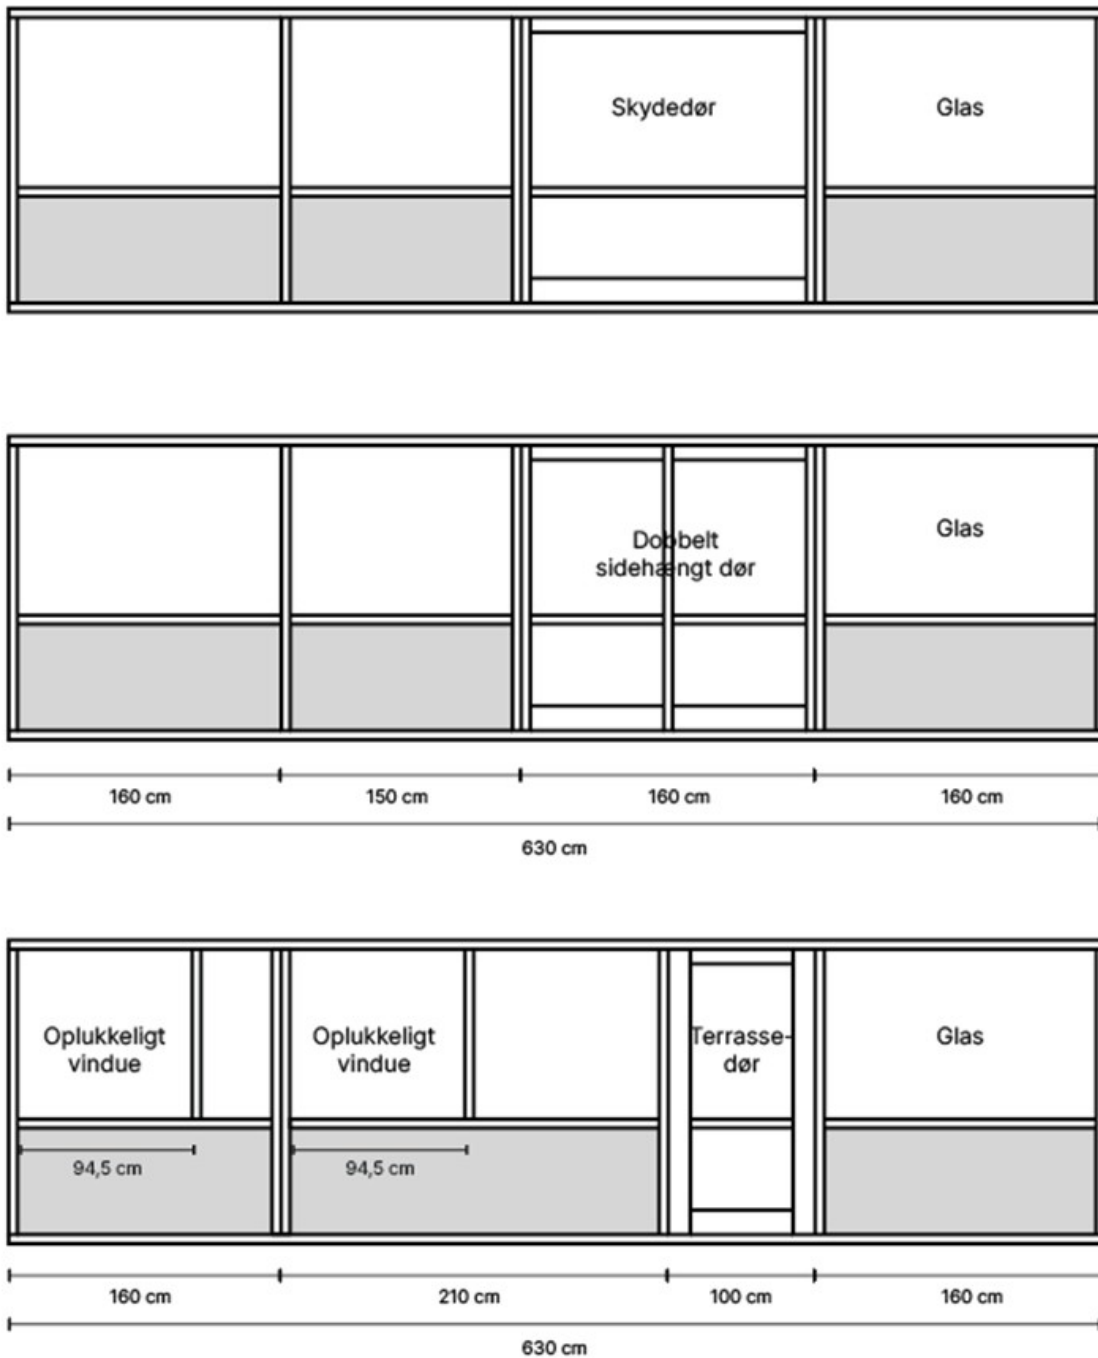 Skydedør
Glas
Dobbelt
sidehængt dør
Glas
160 cm
150 cm
160 cm
160 cm
630 cm
Oplukkeligt
vindue
Oplukkeligt
vindue
Terrasse-
dør
Glas
94,5 cm
94,5 cm
160 cm
210 cm
100 cm
160 cm
630 cm